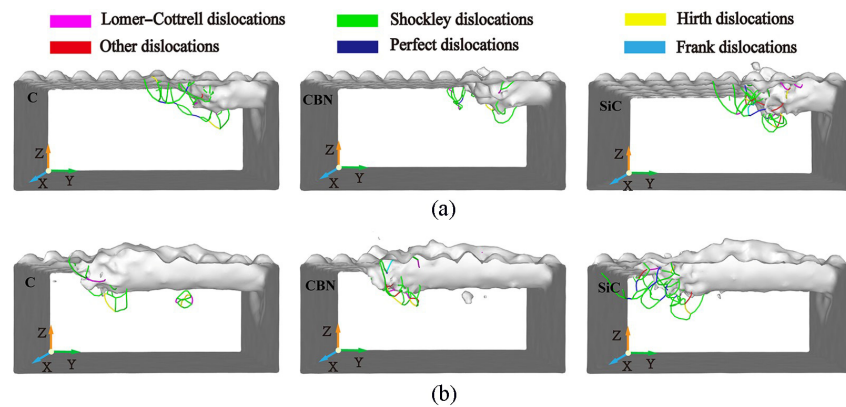 Lomer–Cottrell dislocations Shockley dislocations Hirth dislocations
Other dislocations Perfect dislocations Frank dislocations
C CBN SiC
Z Z Z
X Y X Y X Y
(a)
C CBN SiC
Z Z Z
X Y X Y X Y
(b)